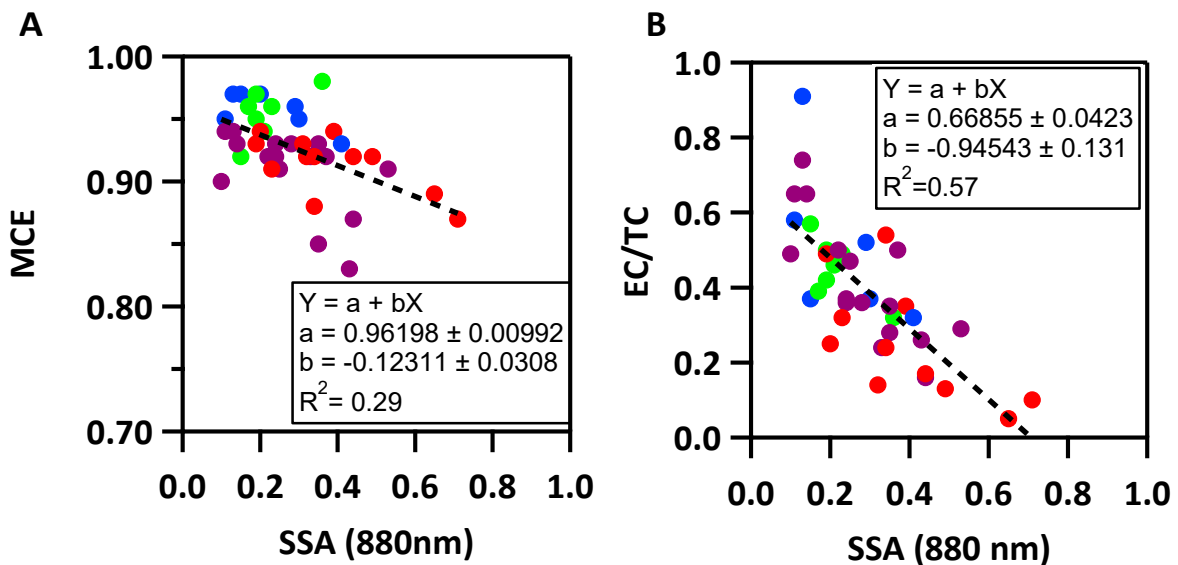 A
1.00
0.90
0.80
0.70
MCE
0.0 0.2 0.4 0.6 0.8 1.0
SSA (880nm)
Y = a + bX
a = 0.96198 ± 0.00992
b = -0.12311 ± 0.0308
R²= 0.29
B
1.0
0.8
0.6
0.4
0.2
0.0
EC/TC
0.0 0.2 0.4 0.6 0.8 1.0
SSA (880 nm)
Y = a + bX
a = 0.66855 ± 0.0423
b = -0.94543 ± 0.131
R²=0.57